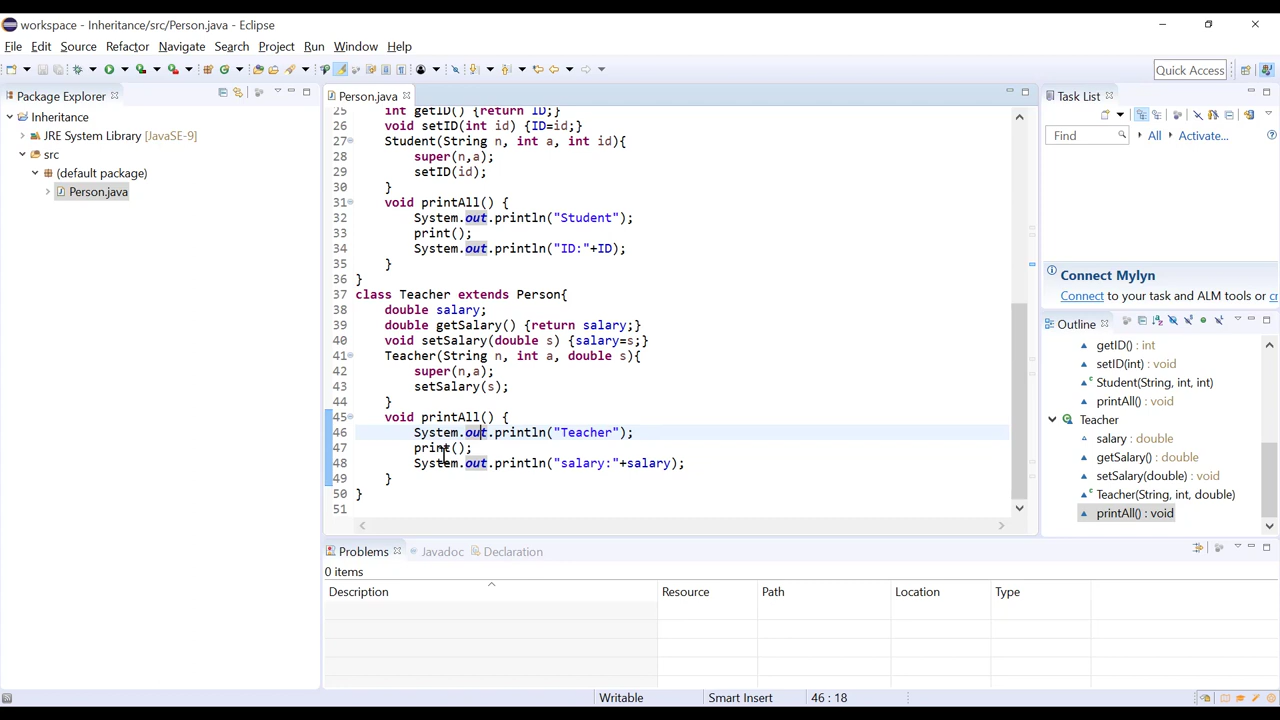 workspace - Inheritance/src/Person.java - Eclipse
File Edit Source Refactor Navigate Search Project Run Window Help
Quick Access
Package Explorer
Inheritance
JRE System Library [JavaSE-9]
src
(default package)
Person.java
Person.java
25 int getID() {return ID;}
26 void setID(int id) {ID=id;}
27 Student(String n, int a, int id){
28 super(n,a);
29 setID(id);
30 }
31 void printAll() {
32 System.out.println("Student");
33 print();
34 System.out.println("ID:"+ID);
35 }
36 }
37 class Teacher extends Person{
38 double salary;
39 double getSalary() {return salary;}
40 void setSalary(double s) {salary=s;}
41 Teacher(String n, int a, double s){
42 super(n,a);
43 setSalary(s);
44 }
45 void printAll() {
46 System.out.println("Teacher");
47 print();
48 System.out.println("salary:"+salary);
49 }
50 }
51
Task List
Find All Activate...
Connect Mylyn
Connect to your task and ALM tools or
Outline
getID() : int
setID(int) : void
Student(String, int, int)
printAll() : void
Teacher
salary : double
getSalary() : double
setSalary(double) : void
Teacher(String, int, double)
printAll() : void
Problems Javadoc Declaration
0 items
Description Resource Path Location Type
Writable Smart Insert 46 : 18